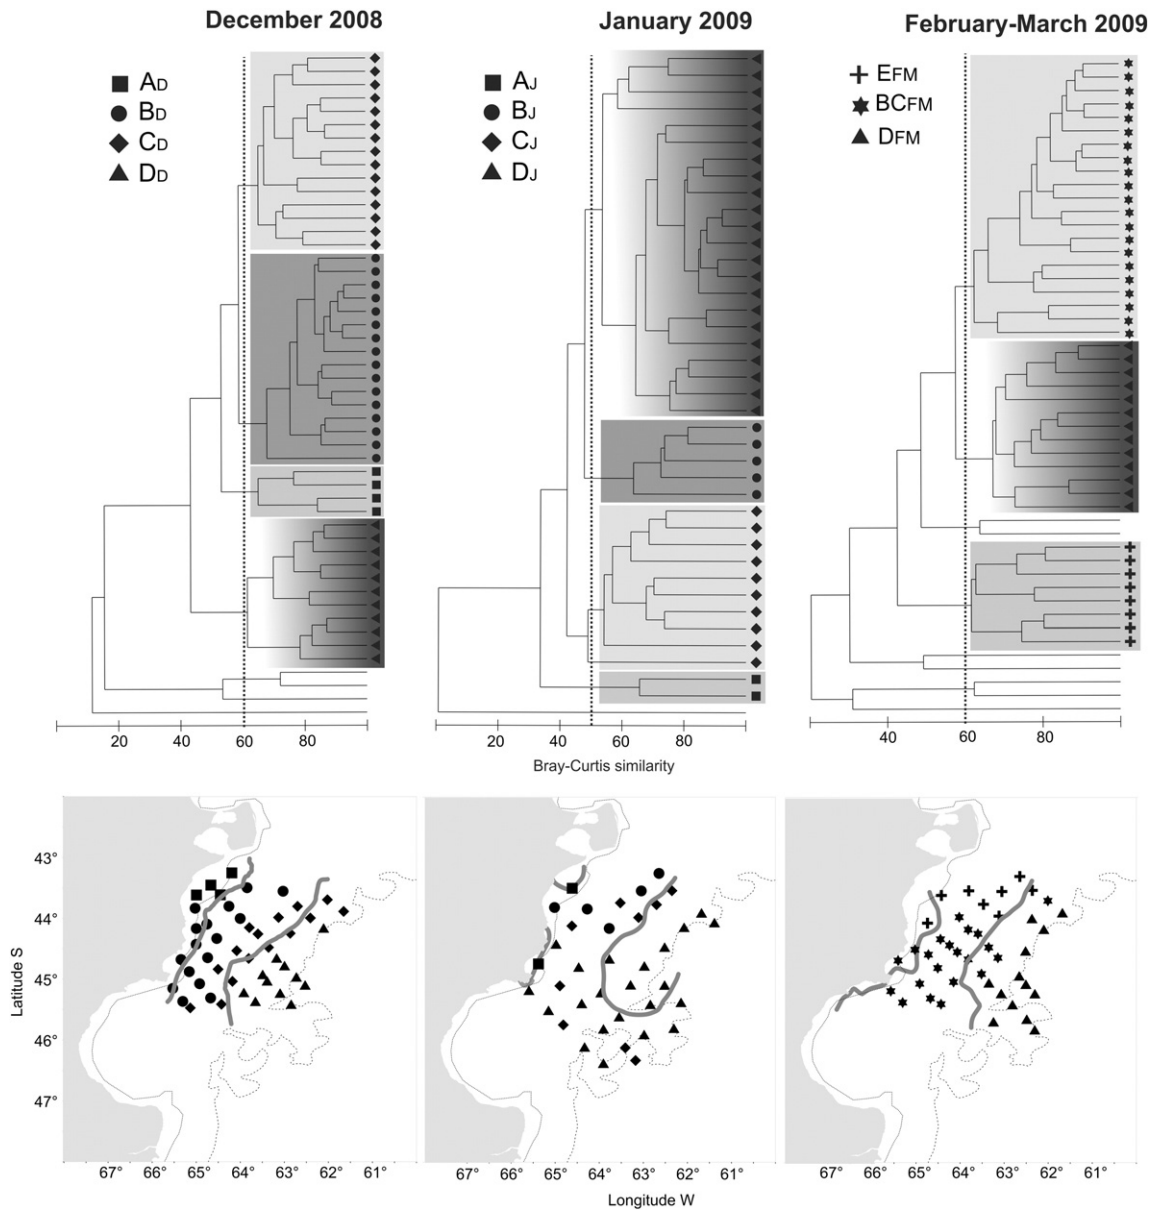 December 2008
January 2009
February-March 2009
AD
BD
CD
DD
AJ
BJ
CJ
DJ
EFM
BCFM
DFM
20 40 60 80
20 40 60 80 100
40 60 80
Bray-Curtis similarity
43°
44°
45°
46°
47°
Latitude S
67° 66° 65° 64° 63° 62° 61°
67° 66° 65° 64° 63° 62° 61°
67° 66° 65° 64° 63° 62° 61°
Longitude W